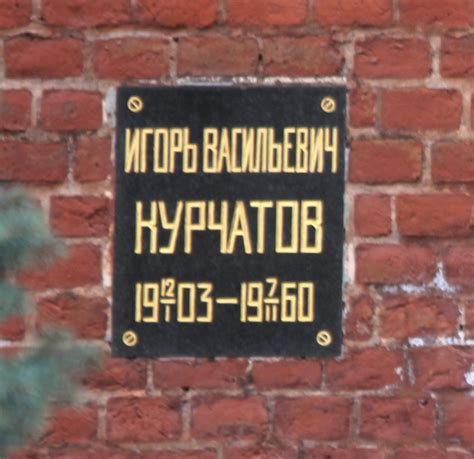 ИГОРЬ ВАСИЛЬЕВИЧ
КУРЧАТОВ
19 12/I 03—19 7/II 60